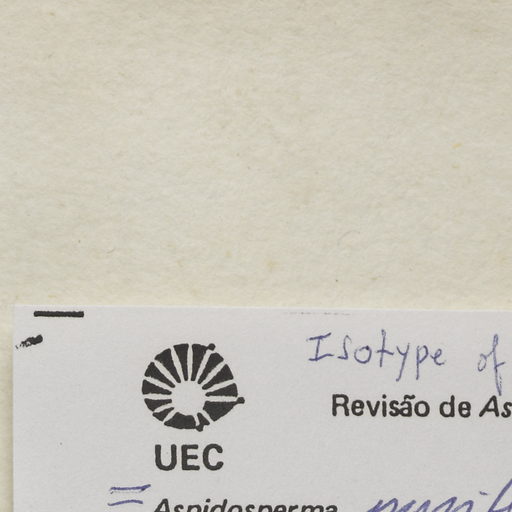 Isotype of
Revisão de As
UEC
= Aspidosperma